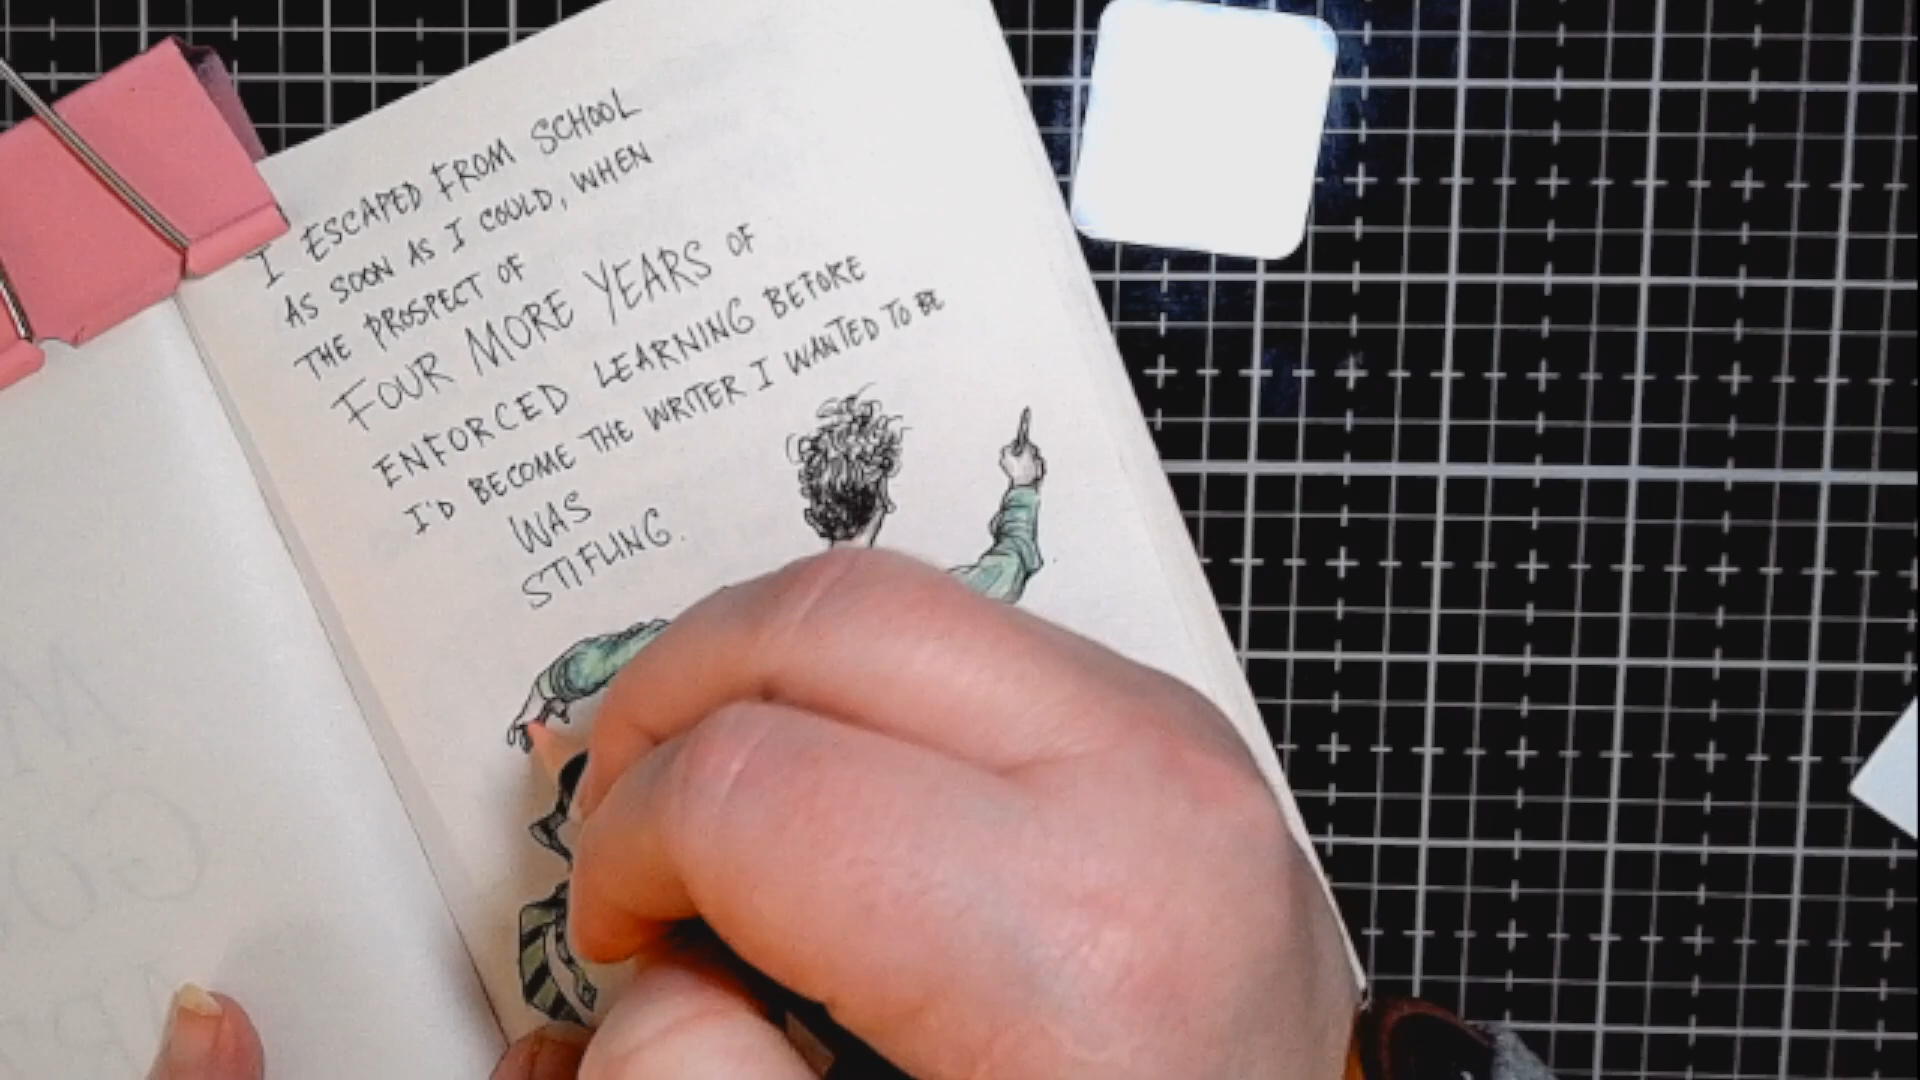 I ESCAPED FROM SCHOOL
AS SOON AS I COULD, WHEN
THE PROSPECT OF
FOUR MORE YEARS OF
ENFORCED LEARNING BEFORE
I'D BECOME THE WRITER I WANTED TO BE
WAS
STIFLING.